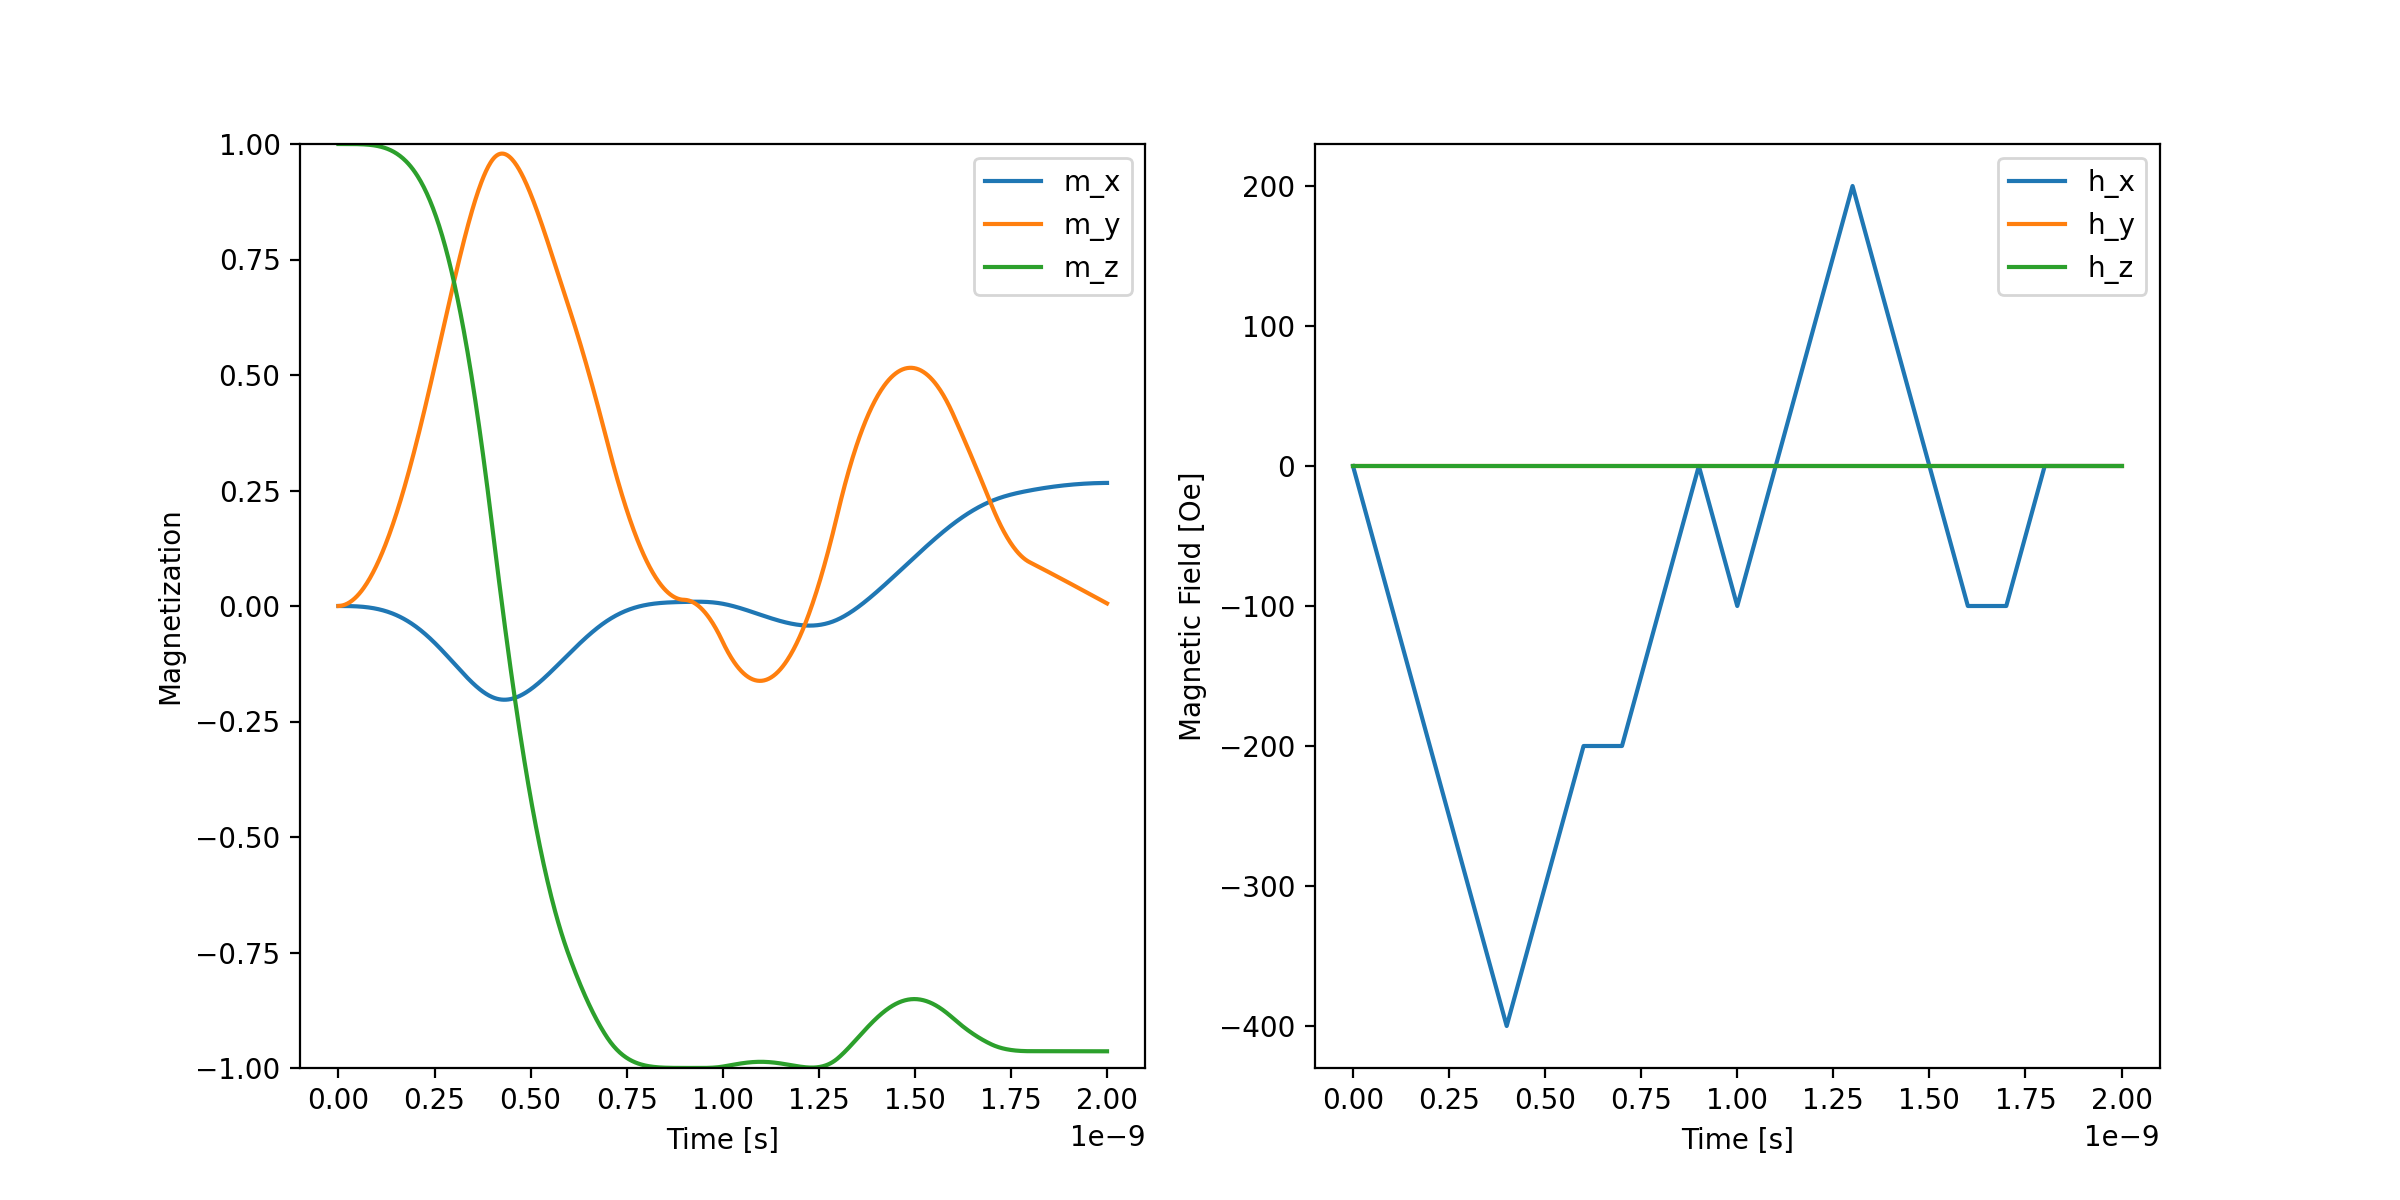 Magnetization
1.00
0.75
0.50
0.25
0.00
−0.25
−0.50
−0.75
−1.00
m_x
m_y
m_z
0.00 0.25 0.50 0.75 1.00 1.25 1.50 1.75 2.00
Time [s]
1e−9
Magnetic Field [Oe]
200
100
0
−100
−200
−300
−400
h_x
h_y
h_z
0.00 0.25 0.50 0.75 1.00 1.25 1.50 1.75 2.00
Time [s]
1e−9